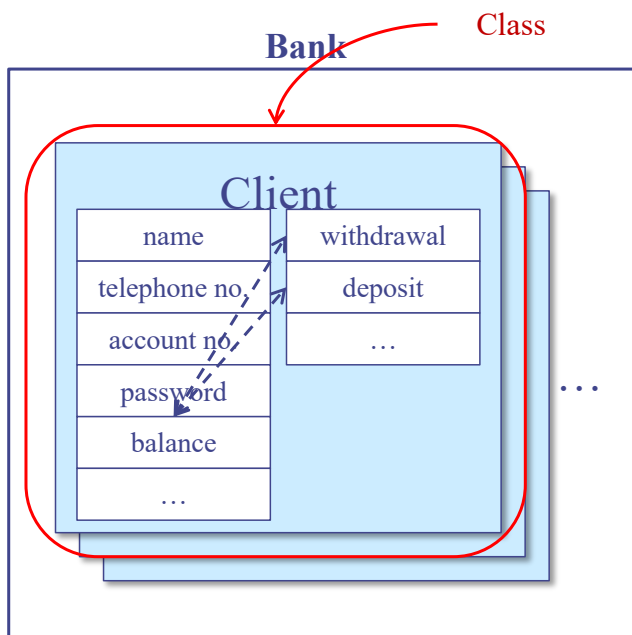 Class
Bank
Client
name
telephone no.
account no.
password
balance
…
withdrawal
deposit
…
…